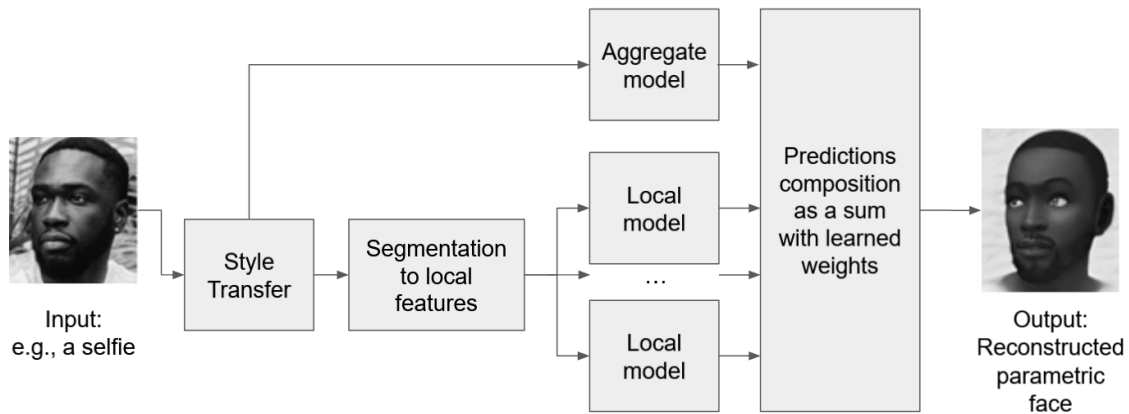 Input:
e.g., a selfie
Style
Transfer
Segmentation
to local
features
Aggregate
model
Local
model
...
Local
model
Predictions
composition
as a sum
with learned
weights
Output:
Reconstructed
parametric
face